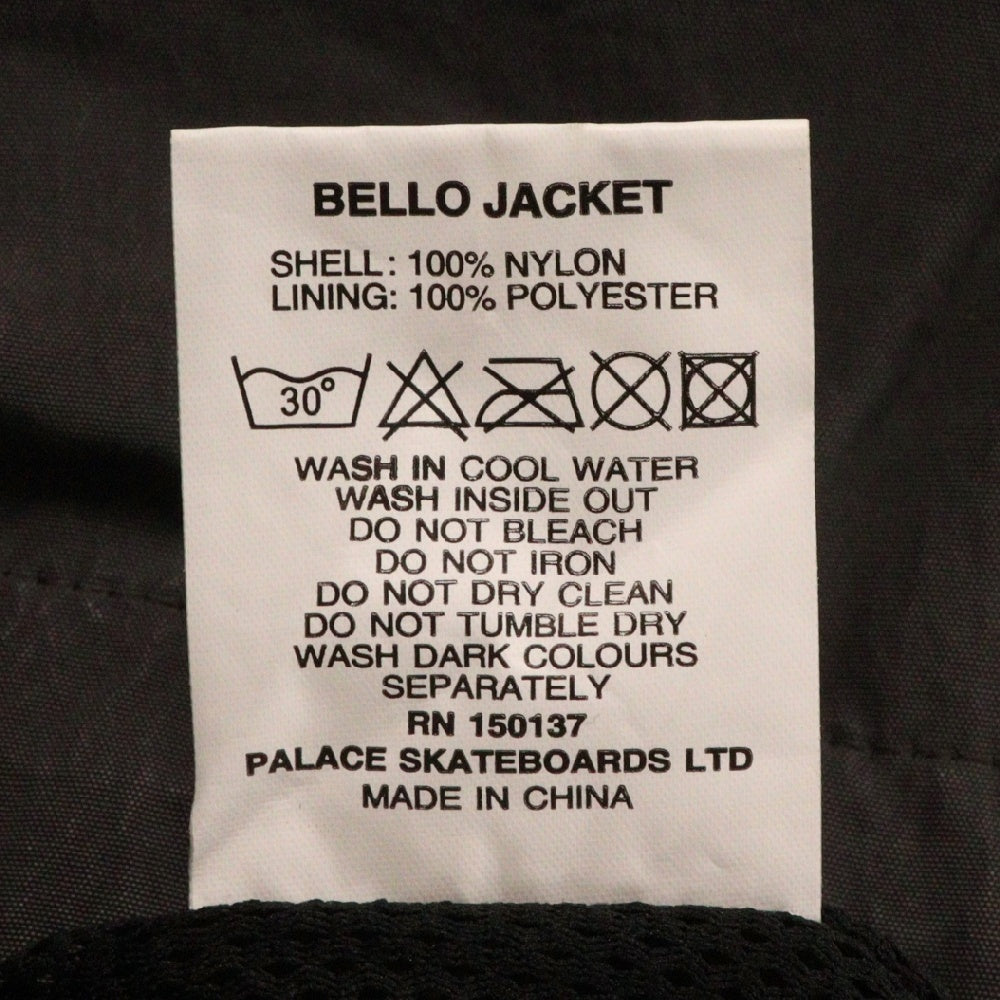 BELLO JACKET
SHELL: 100% NYLON
LINING: 100% POLYESTER
30°
WASH IN COOL WATER
WASH INSIDE OUT
DO NOT BLEACH
DO NOT IRON
DO NOT DRY CLEAN
DO NOT TUMBLE DRY
WASH DARK COLOURS
SEPARATELY
RN 150137
PALACE SKATEBOARDS LTD
MADE IN CHINA